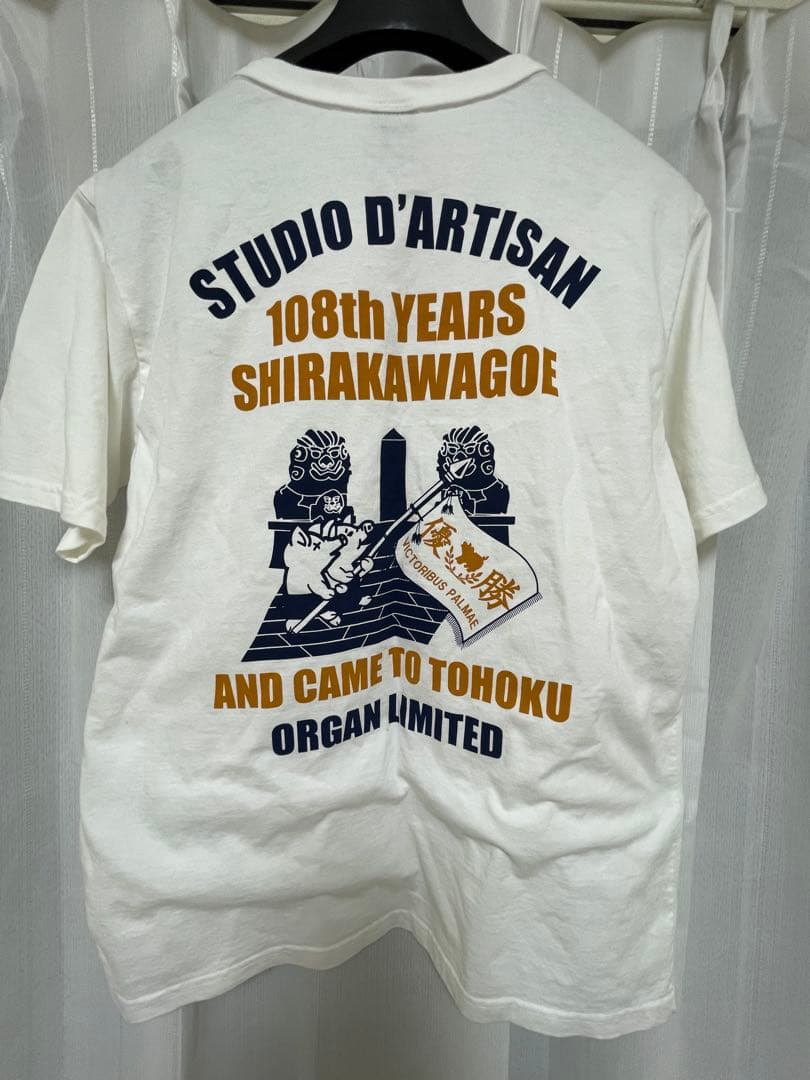 STUDIO D'ARTISAN
108th YEARS
SHIRAKAWAGOE
優勝
VICTORIBUS PALMAE
AND CAME TO TOHOKU
ORGAN LIMITED